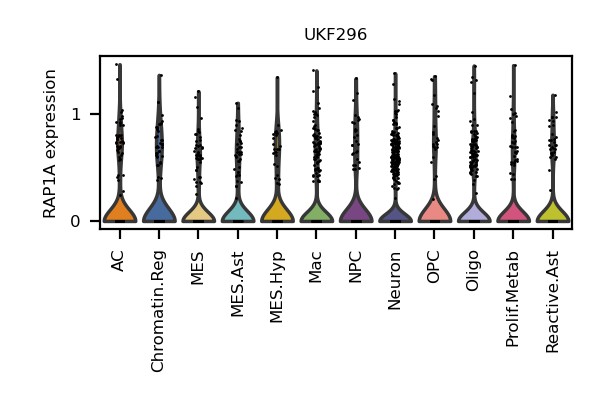 UKF296
RAP1A expression
1
0
AC
Chromatin.Reg
MES
MES.Ast
MES.Hyp
Mac
NPC
Neuron
OPC
Oligo
Prolif.Metab
Reactive.Ast